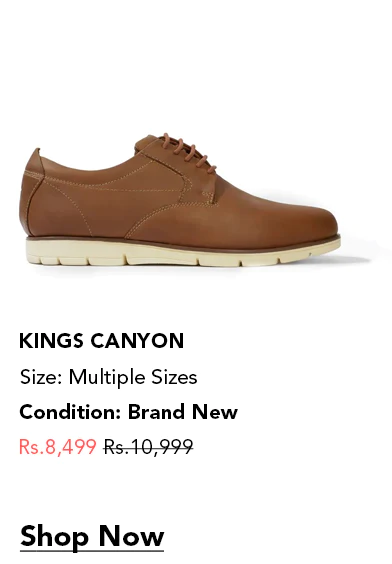 KINGS CANYON
Size: Multiple Sizes
Condition: Brand New
Rs.8,499 Rs.10,999
Shop Now